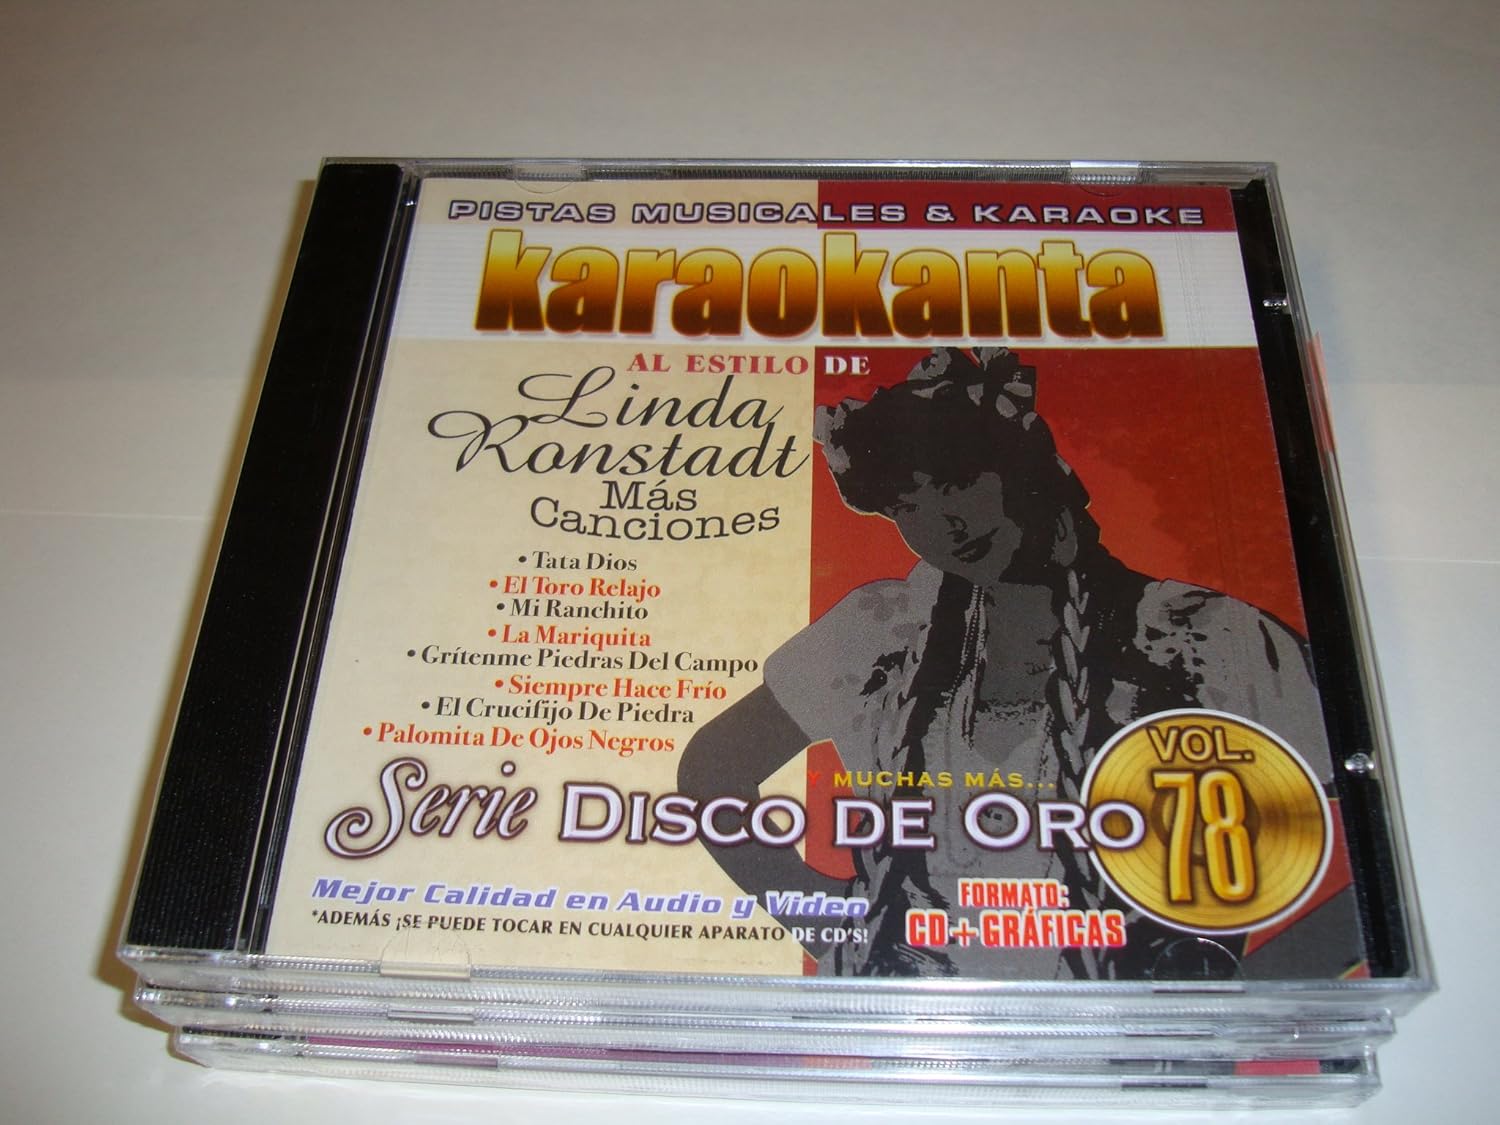 PISTAS MUSICALES & KARAOKE
karaokanta
AL ESTILO DE
Linda
Ronstadt
Más
Canciones
• Tata Dios
• El Toro Relajo
• Mi Ranchito
• La Mariquita
• Grítenme Piedras Del Campo
• Siempre Hace Frío
• El Crucifijo De Piedra
• Palomita De Ojos Negros
Y MUCHAS MÁS...
Serie DISCO DE ORO
VOL.
78
Mejor Calidad en Audio y Video
*ADEMÁS ¡SE PUEDE TOCAR EN CUALQUIER APARATO DE CD'S!
FORMATO:
CD + GRÁFICAS